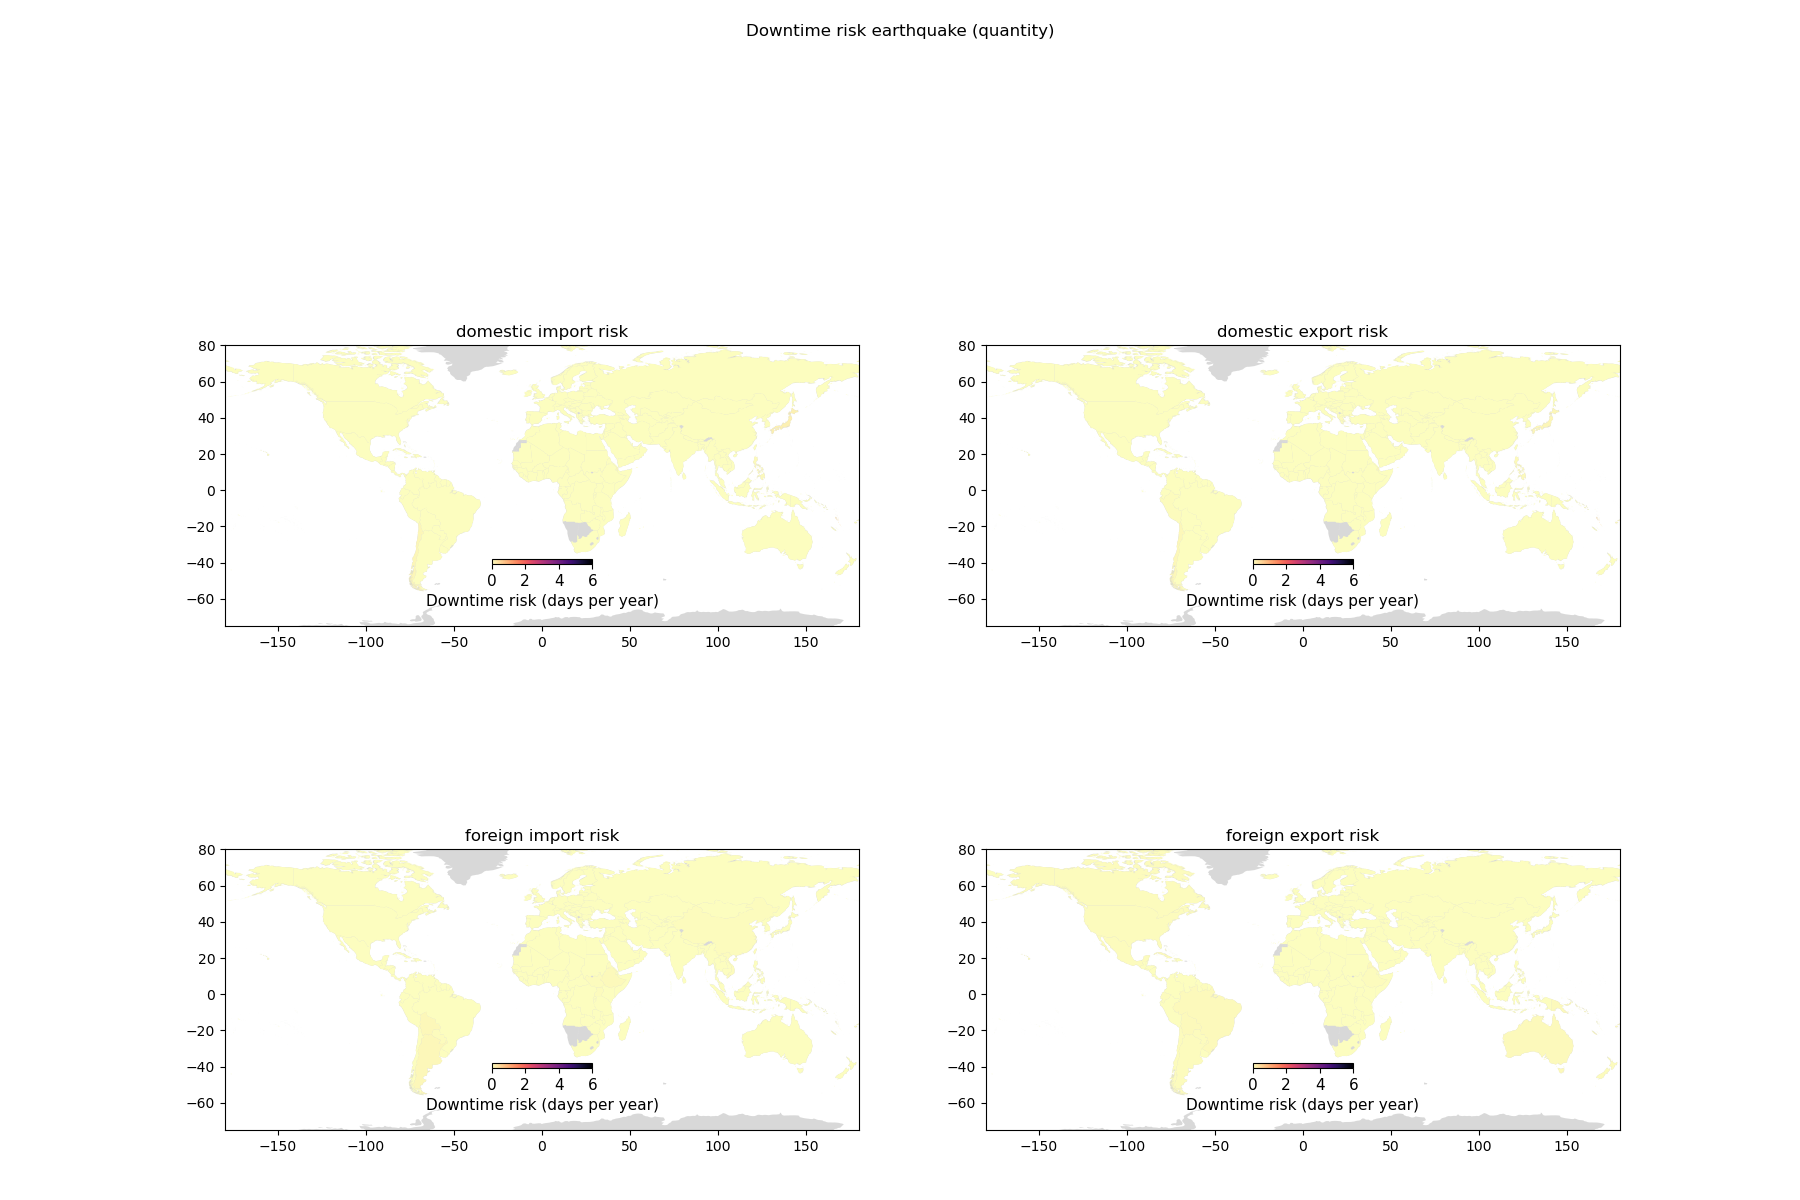 Downtime risk earthquake (quantity)
domestic import risk
80
60
40
20
0
−20
−40
−60
0 2 4 6
Downtime risk (days per year)
−150 −100 −50 0 50 100 150
domestic export risk
80
60
40
20
0
−20
−40
−60
0 2 4 6
Downtime risk (days per year)
−150 −100 −50 0 50 100 150
foreign import risk
80
60
40
20
0
−20
−40
−60
0 2 4 6
Downtime risk (days per year)
−150 −100 −50 0 50 100 150
foreign export risk
80
60
40
20
0
−20
−40
−60
0 2 4 6
Downtime risk (days per year)
−150 −100 −50 0 50 100 150